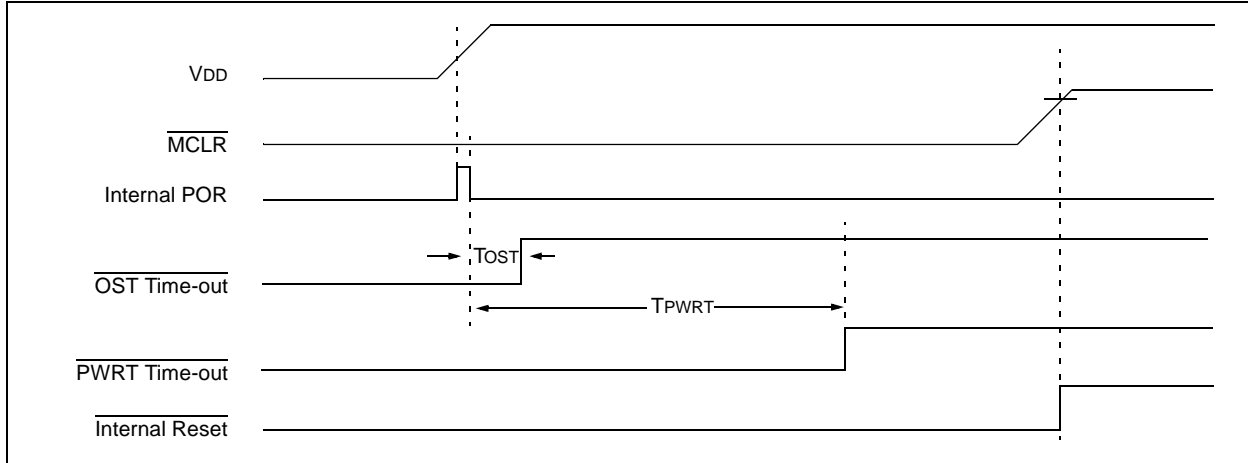 VDD
MCLR
Internal POR
TOST
OST Time-out
TPWRT
PWRT Time-out
Internal Reset